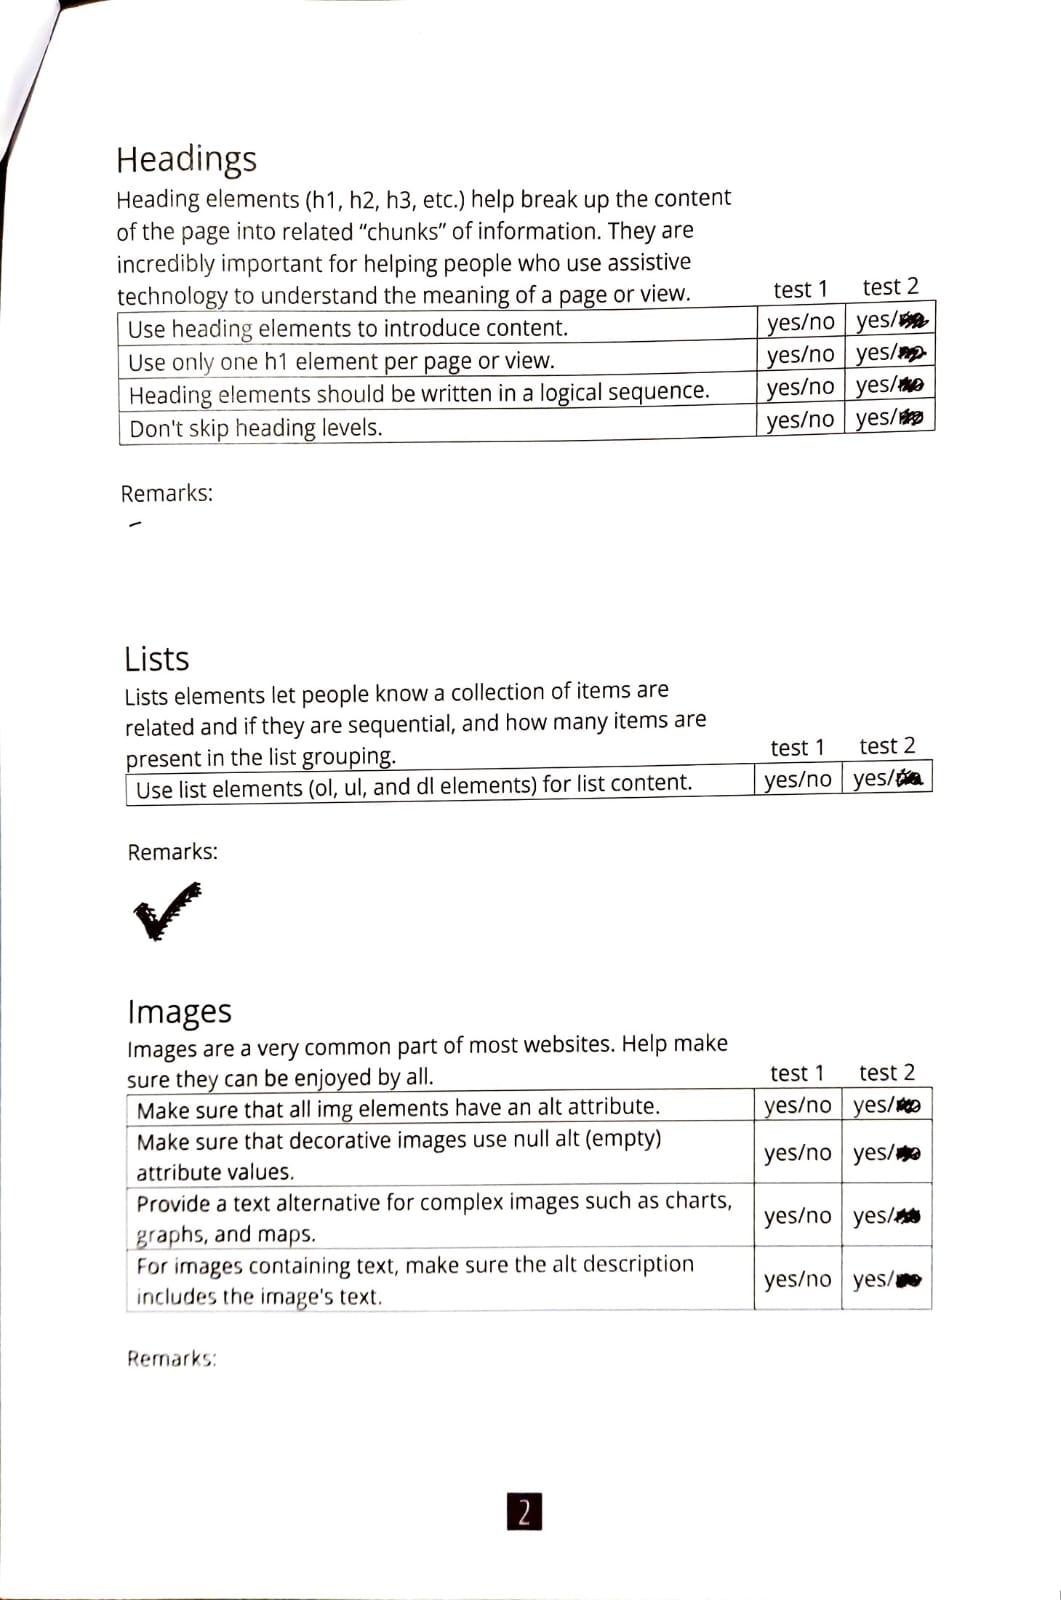 Headings
Heading elements (h1, h2, h3, etc.) help break up the content
of the page into related “chunks” of information. They are
incredibly important for helping people who use assistive
technology to understand the meaning of a page or view. test 1 test 2
Use heading elements to introduce content. yes/no yes/
Use only one h1 element per page or view. yes/no yes/
Heading elements should be written in a logical sequence. yes/no yes/
Don't skip heading levels. yes/no yes/
Remarks:
–
Lists
Lists elements let people know a collection of items are
related and if they are sequential, and how many items are
present in the list grouping. test 1 test 2
Use list elements (ol, ul, and dl elements) for list content. yes/no yes/
Remarks:
Images
Images are a very common part of most websites. Help make
sure they can be enjoyed by all. test 1 test 2
Make sure that all img elements have an alt attribute. yes/no yes/
Make sure that decorative images use null alt (empty)
attribute values. yes/no yes/
Provide a text alternative for complex images such as charts,
graphs, and maps. yes/no yes/
For images containing text, make sure the alt description
includes the image's text. yes/no yes/
Remarks:
2